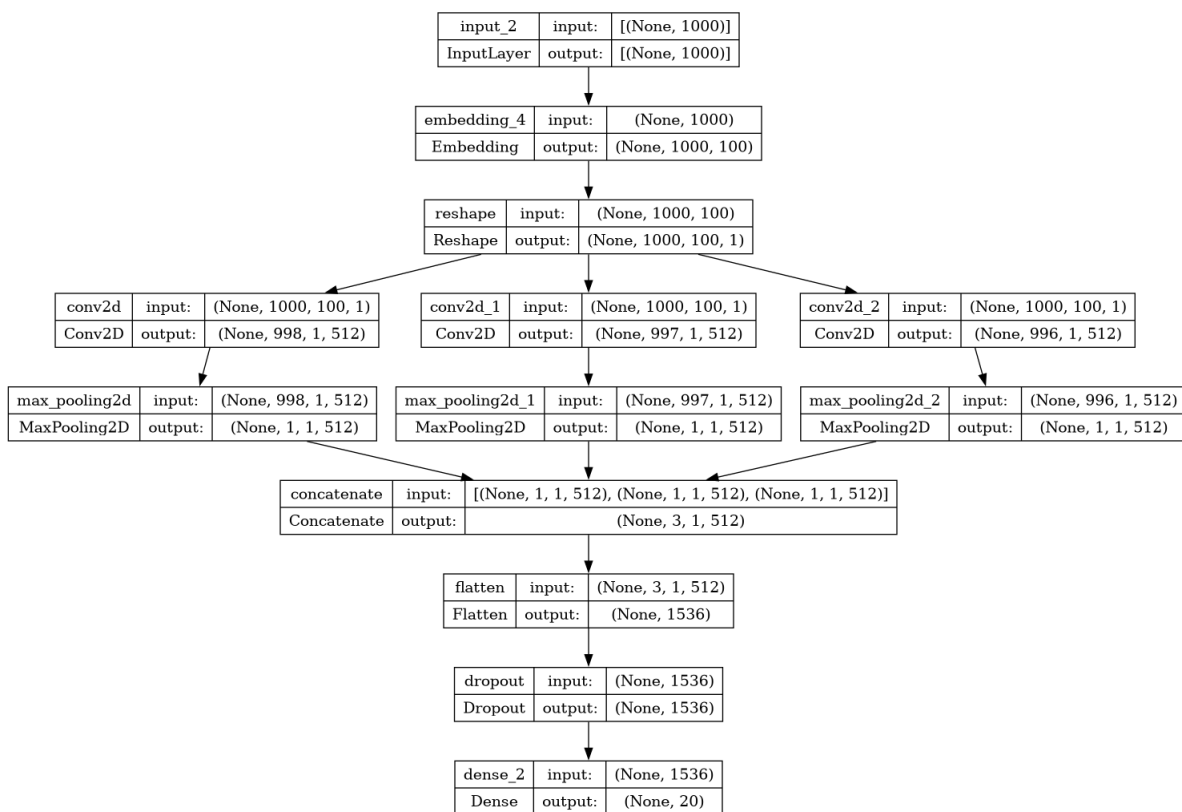 input_2 input: [(None, 1000)]
InputLayer output: [(None, 1000)]
embedding_4 input: (None, 1000)
Embedding output: (None, 1000, 100)
reshape input: (None, 1000, 100)
Reshape output: (None, 1000, 100, 1)
conv2d input: (None, 1000, 100, 1)
Conv2D output: (None, 998, 1, 512)
conv2d_1 input: (None, 1000, 100, 1)
Conv2D output: (None, 997, 1, 512)
conv2d_2 input: (None, 1000, 100, 1)
Conv2D output: (None, 996, 1, 512)
max_pooling2d input: (None, 998, 1, 512)
MaxPooling2D output: (None, 1, 1, 512)
max_pooling2d_1 input: (None, 997, 1, 512)
MaxPooling2D output: (None, 1, 1, 512)
max_pooling2d_2 input: (None, 996, 1, 512)
MaxPooling2D output: (None, 1, 1, 512)
concatenate input: [(None, 1, 1, 512), (None, 1, 1, 512), (None, 1, 1, 512)]
Concatenate output: (None, 3, 1, 512)
flatten input: (None, 3, 1, 512)
Flatten output: (None, 1536)
dropout input: (None, 1536)
Dropout output: (None, 1536)
dense_2 input: (None, 1536)
Dense output: (None, 20)